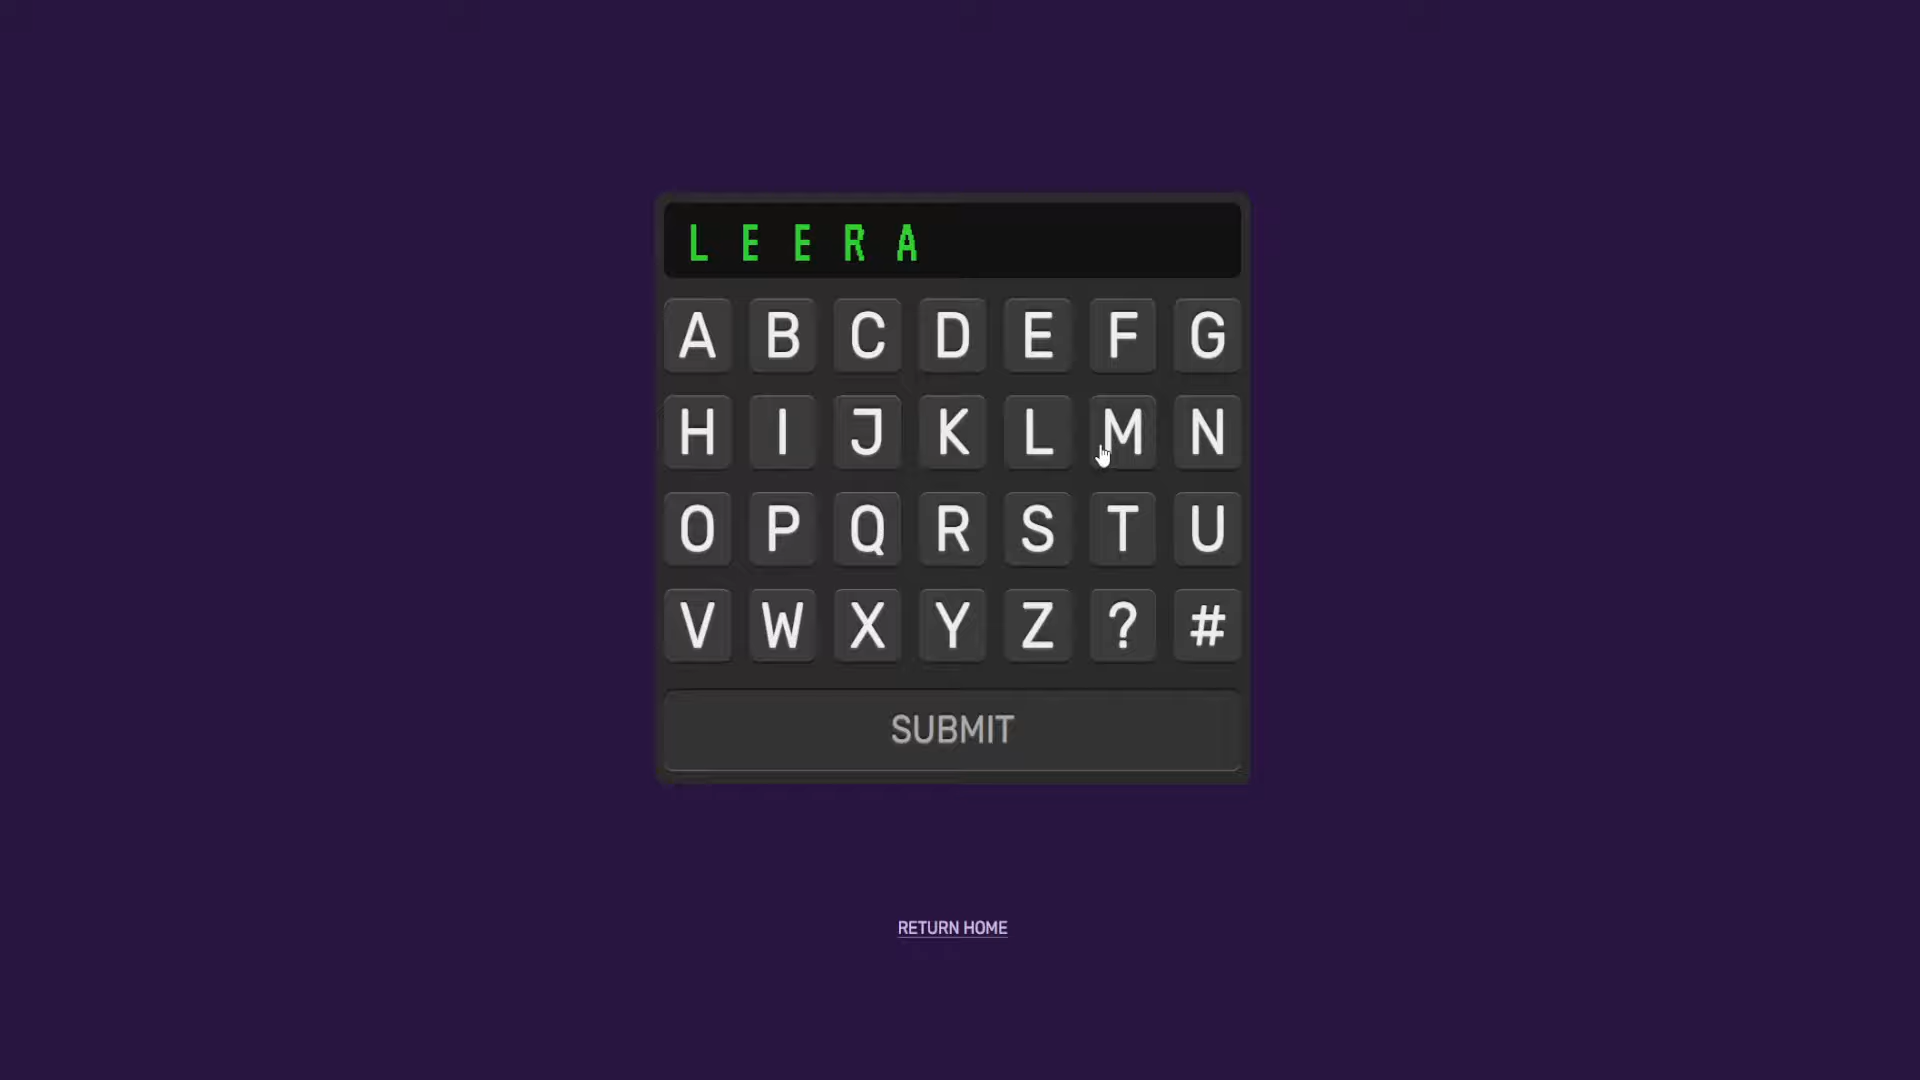 L E E R A
A B C D E F G
H I J K L M N
O P Q R S T U
V W X Y Z ? #
SUBMIT
RETURN HOME